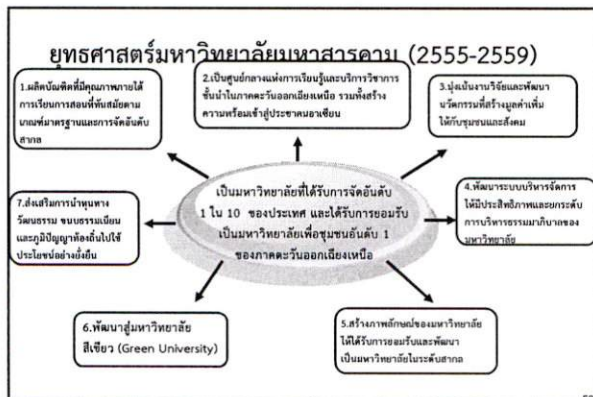 ยุทธศาสตร์มหาวิทยาลัยมหาสารคาม (2555-2559)
1.ผลิตบัณฑิตที่มีคุณภาพภายใต้
การเรียนการสอนที่ทันสมัยตาม
เกณฑ์มาตรฐานและการจัดอันดับ
สากล
2.เป็นศูนย์กลางแห่งการเรียนรู้และบริการวิชาการ
ชั้นนำในภาคตะวันออกเฉียงเหนือ รวมทั้งสร้าง
ความพร้อมเข้าสู่ประชาคมอาเซียน
3.มุ่งเน้นงานวิจัยและพัฒนา
นวัตกรรมที่สร้างมูลค่าเพิ่ม
ให้กับชุมชนและสังคม
เป็นมหาวิทยาลัยที่ได้รับการจัดอันดับ
1 ใน 10 ของประเทศ และได้รับการยอมรับ
เป็นมหาวิทยาลัยเพื่อชุมชนอันดับ 1
ของภาคตะวันออกเฉียงเหนือ
4.พัฒนาระบบบริหารจัดการ
ให้มีประสิทธิภาพและยกระดับ
การบริหารธรรมมาภิบาลของ
มหาวิทยาลัย
7.ส่งเสริมการนำทุนทาง
วัฒนธรรม ขนบธรรมเนียม
และภูมิปัญญาท้องถิ่นไปใช้
ประโยชน์อย่างยั่งยืน
6.พัฒนาสู่มหาวิทยาลัย
สีเขียว (Green University)
5.สร้างภาพลักษณ์ของมหาวิทยาลัย
ให้ได้รับการยอมรับและพัฒนา
เป็นมหาวิทยาลัยในระดับสากล